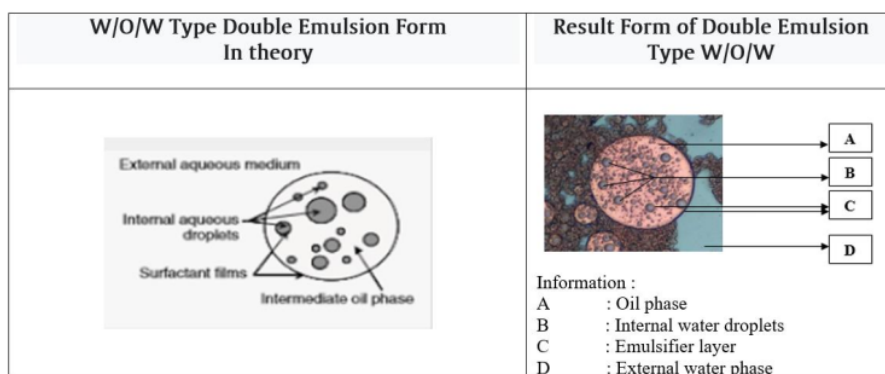 W/O/W Type Double Emulsion Form
In theory
Result Form of Double Emulsion
Type W/O/W
External aqueous medium
Internal aqueous
droplets
Surfactant films
Intermediate oil phase
A
B
C
D
Information :
A : Oil phase
B : Internal water droplets
C : Emulsifier layer
D : External water phase